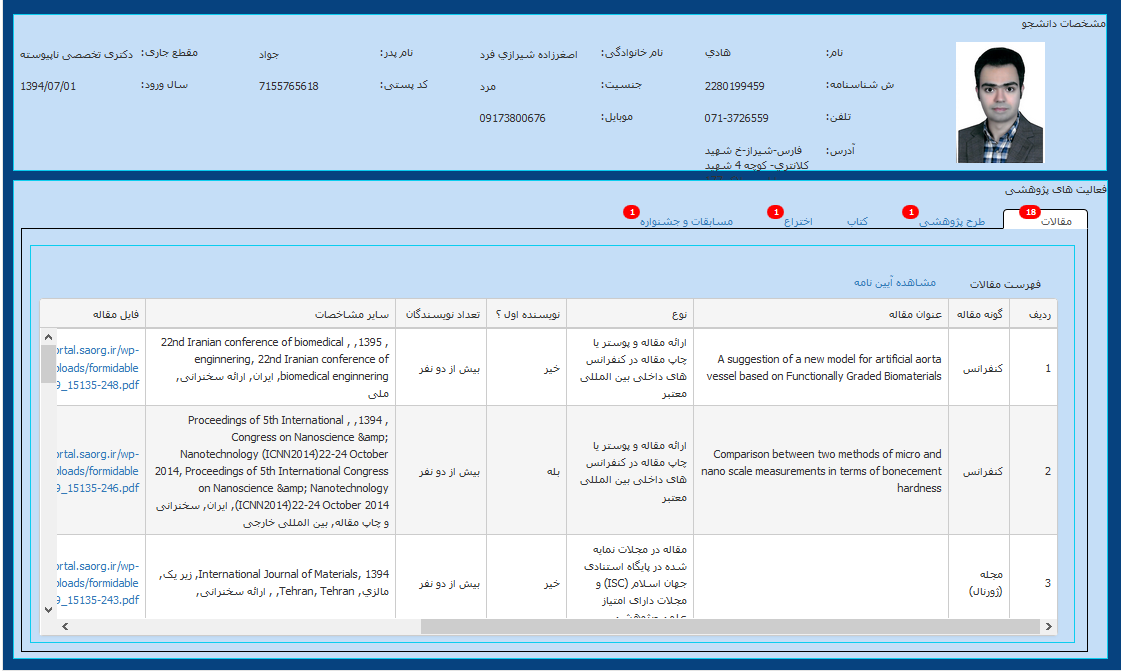 مشخصات دانشجو
نام: هادي نام خانوادگی: اصغرزاده شيرازي فرد نام پدر: جواد مقطع جاری: دکتری تخصصی ناپیوسته
ش شناسنامه: 2280199459 جنسیت: مرد کد پستی: 7155765618 سال ورود: 1394/07/01
تلفن: 071-3726559 موبایل: 09173800676
آدرس: فارس-شیراز-خ شهید
کلانتري- کوچه 4 شهید
فعالیت های پژوهشی
مقالات 18 طرح پژوهشی 1 کتاب اختراع 1 مسابقات و جشنواره 1
فهرست مقالات مشاهده آیین نامه
ردیف گونه مقاله عنوان مقاله نوع نویسنده اول ؟ تعداد نویسندگان سایر مشاخصات فایل مقاله
1
کنفرانس
A suggestion of a new model for artificial aorta
vessel based on Functionally Graded Biomaterials
ارائه مقاله و پوستر یا
چاپ مقاله در کنفرانس
های داخلی بین المللی
معتبر
خیر
بیش از دو نفر
22nd Iranian conference of biomedical , ,1395 ,
enginnering, 22nd Iranian conference of
biomedical enginnering, ایران, ارائه سخنرانی,
ملی
ortal.saorg.ir/wp-
loads/formidable
9_15135-248.pdf
2
کنفرانس
Comparison between two methods of micro and
nano scale measurements in terms of bonecement
hardness
ارائه مقاله و پوستر یا
چاپ مقاله در کنفرانس
های داخلی بین المللی
معتبر
بله
بیش از دو نفر
Proceedings of 5th International , ,1394 ,
Congress on Nanoscience &amp;
Nanotechnology (ICNN2014)22-24 October
2014, Proceedings of 5th International Congress
on Nanoscience &amp; Nanotechnology
(ICNN2014)22-24 October 2014, ایران, سخنرانی
و چاپ مقاله, بین المللی خارجی
ortal.saorg.ir/wp-
loads/formidable
9_15135-246.pdf
3
مجله
(ژورنال)
مقاله در مجلات نمایه
شده در پایگاه استنادی
جهان اسلام (ISC) و
مجلات دارای امتیاز
خیر
بیش از دو نفر
International Journal of Materials, 1394, زیر یک,
مالزي, Tehran, Tehran, , ارائه سخنرانی,
ortal.saorg.ir/wp-
loads/formidable
9_15135-243.pdf